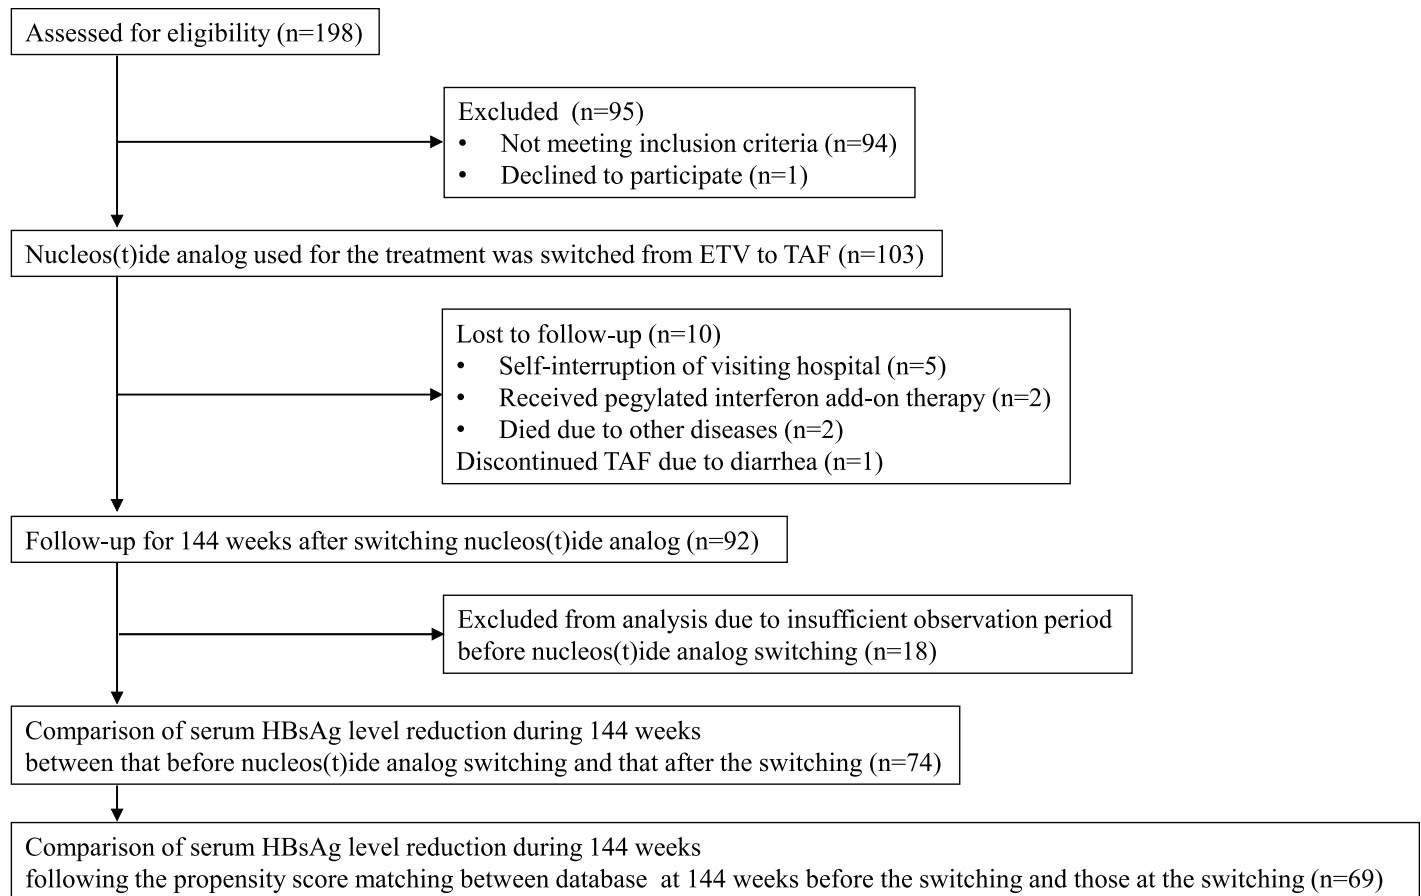 Assessed for eligibility (n=198)
Excluded (n=95)
• Not meeting inclusion criteria (n=94)
• Declined to participate (n=1)
Nucleos(t)ide analog used for the treatment was switched from ETV to TAF (n=103)
Lost to follow-up (n=10)
• Self-interruption of visiting hospital (n=5)
• Received pegylated interferon add-on therapy (n=2)
• Died due to other diseases (n=2)
Discontinued TAF due to diarrhea (n=1)
Follow-up for 144 weeks after switching nucleos(t)ide analog (n=92)
Excluded from analysis due to insufficient observation period
before nucleos(t)ide analog switching (n=18)
Comparison of serum HBsAg level reduction during 144 weeks
between that before nucleos(t)ide analog switching and that after the switching (n=74)
Comparison of serum HBsAg level reduction during 144 weeks
following the propensity score matching between database at 144 weeks before the switching and those at the switching (n=69)